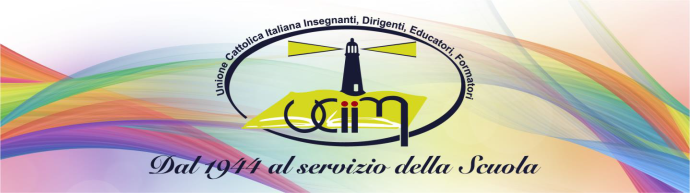 Unione Cattolica Italiana Insegnanti, Dirigenti, Educatori, Formatori
uciim
Dal 1944 al servizio della Scuola